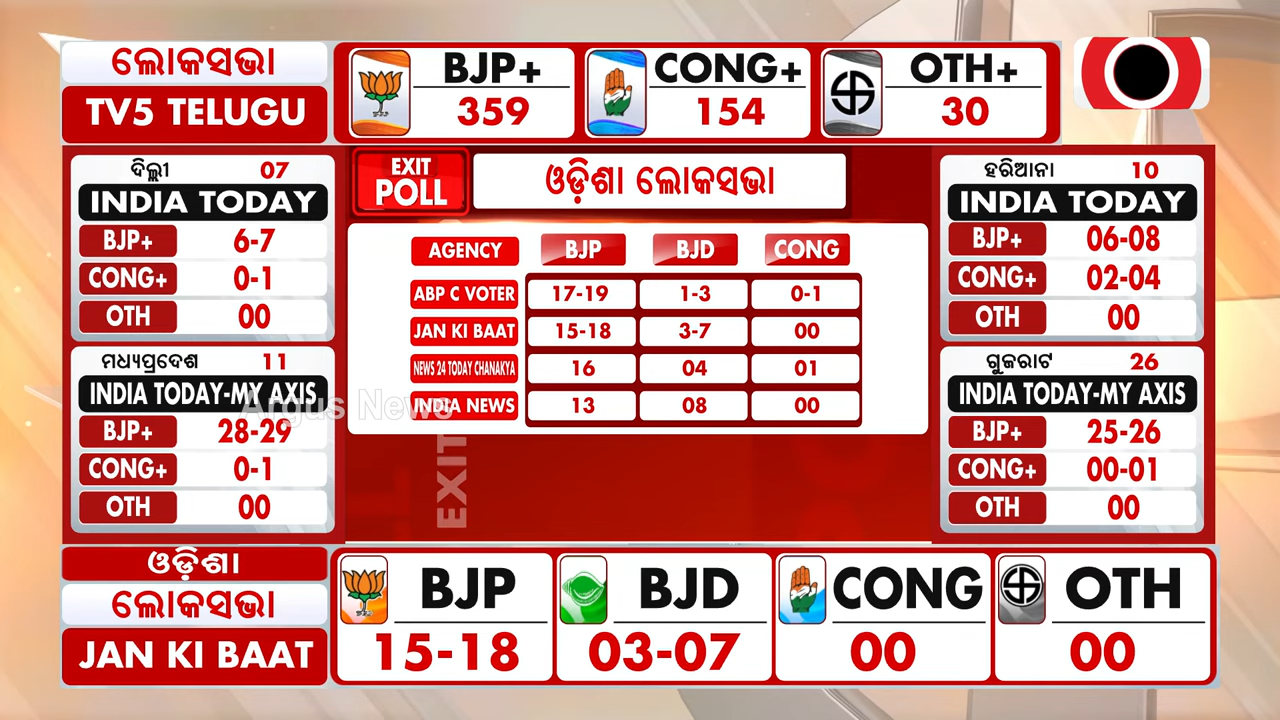 ଲୋକସଭା
TV5 TELUGU
BJP+
359
CONG+
154
OTH+
30
ଦିଲ୍ଲୀ 07
INDIA TODAY
BJP+ 6-7
CONG+ 0-1
OTH 00
ମଧ୍ୟପ୍ରଦେଶ 11
INDIA TODAY-MY AXIS
BJP+ 28-29
CONG+ 0-1
OTH 00
EXIT
POLL
ଓଡ଼ିଶା ଲୋକସଭା
AGENCY BJP BJD CONG
ABP C VOTER 17-19 1-3 0-1
JAN KI BAAT 15-18 3-7 00
NEWS 24 TODAY CHANAKYA 16 04 01
INDIA NEWS 13 08 00
Argus News
EXIT
ହରିଆନା 10
INDIA TODAY
BJP+ 06-08
CONG+ 02-04
OTH 00
ଗୁଜରାଟ 26
INDIA TODAY-MY AXIS
BJP+ 25-26
CONG+ 00-01
OTH 00
ଓଡ଼ିଶା
ଲୋକସଭା
JAN KI BAAT
BJP
15-18
BJD
03-07
CONG
00
OTH
00